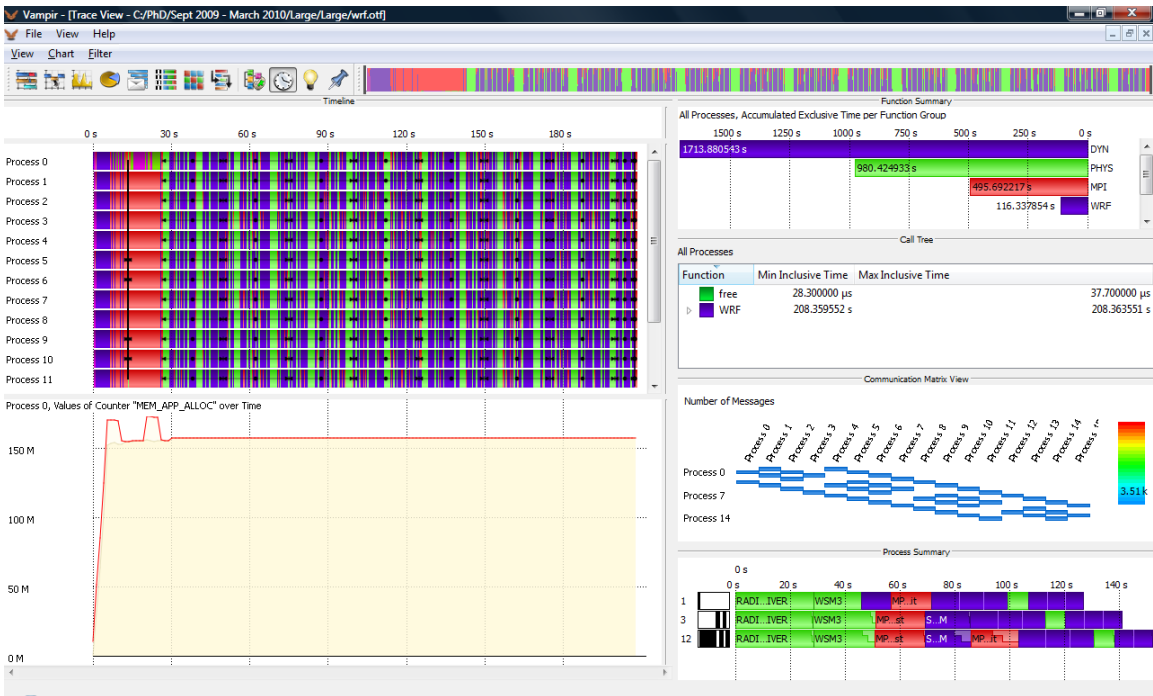 Vampir - [Trace View - C:/PhD/Sept 2009 - March 2010/Large/Large/wrf.otf]
File View Help
View Chart Filter
Timeline
0 s 30 s 60 s 90 s 120 s 150 s 180 s
Process 0
Process 1
Process 2
Process 3
Process 4
Process 5
Process 6
Process 7
Process 8
Process 9
Process 10
Process 11
Process 0, Values of Counter "MEM_APP_ALLOC" over Time
150 M
100 M
50 M
0 M
Function Summary
All Processes, Accumulated Exclusive Time per Function Group
1500 s 1250 s 1000 s 750 s 500 s 250 s 0 s
1713.880543 s DYN
980.424933 s PHYS
495.692217 s MPI
116.337854 s WRF
Call Tree
All Processes
Function Min Inclusive Time Max Inclusive Time
free 28.300000 µs 37.700000 µs
WRF 208.359552 s 208.363551 s
Communication Matrix View
Number of Messages
Process 0 Process 1 Process 2 Process 3 Process 4 Process 5 Process 6 Process 7 Process 8 Process 9 Process 10 Process 11 Process 12 Process 13 Process 14
Process 0
Process 7
Process 14
3.51 k
Process Summary
0 s
0 s 20 s 40 s 60 s 80 s 100 s 120 s 140 s
1 RADI...IVER WSM3 MP...it
3 RADI...IVER WSM3 MP...st S...M
12 RADI...IVER WSM3 MP...st S...M MP...it